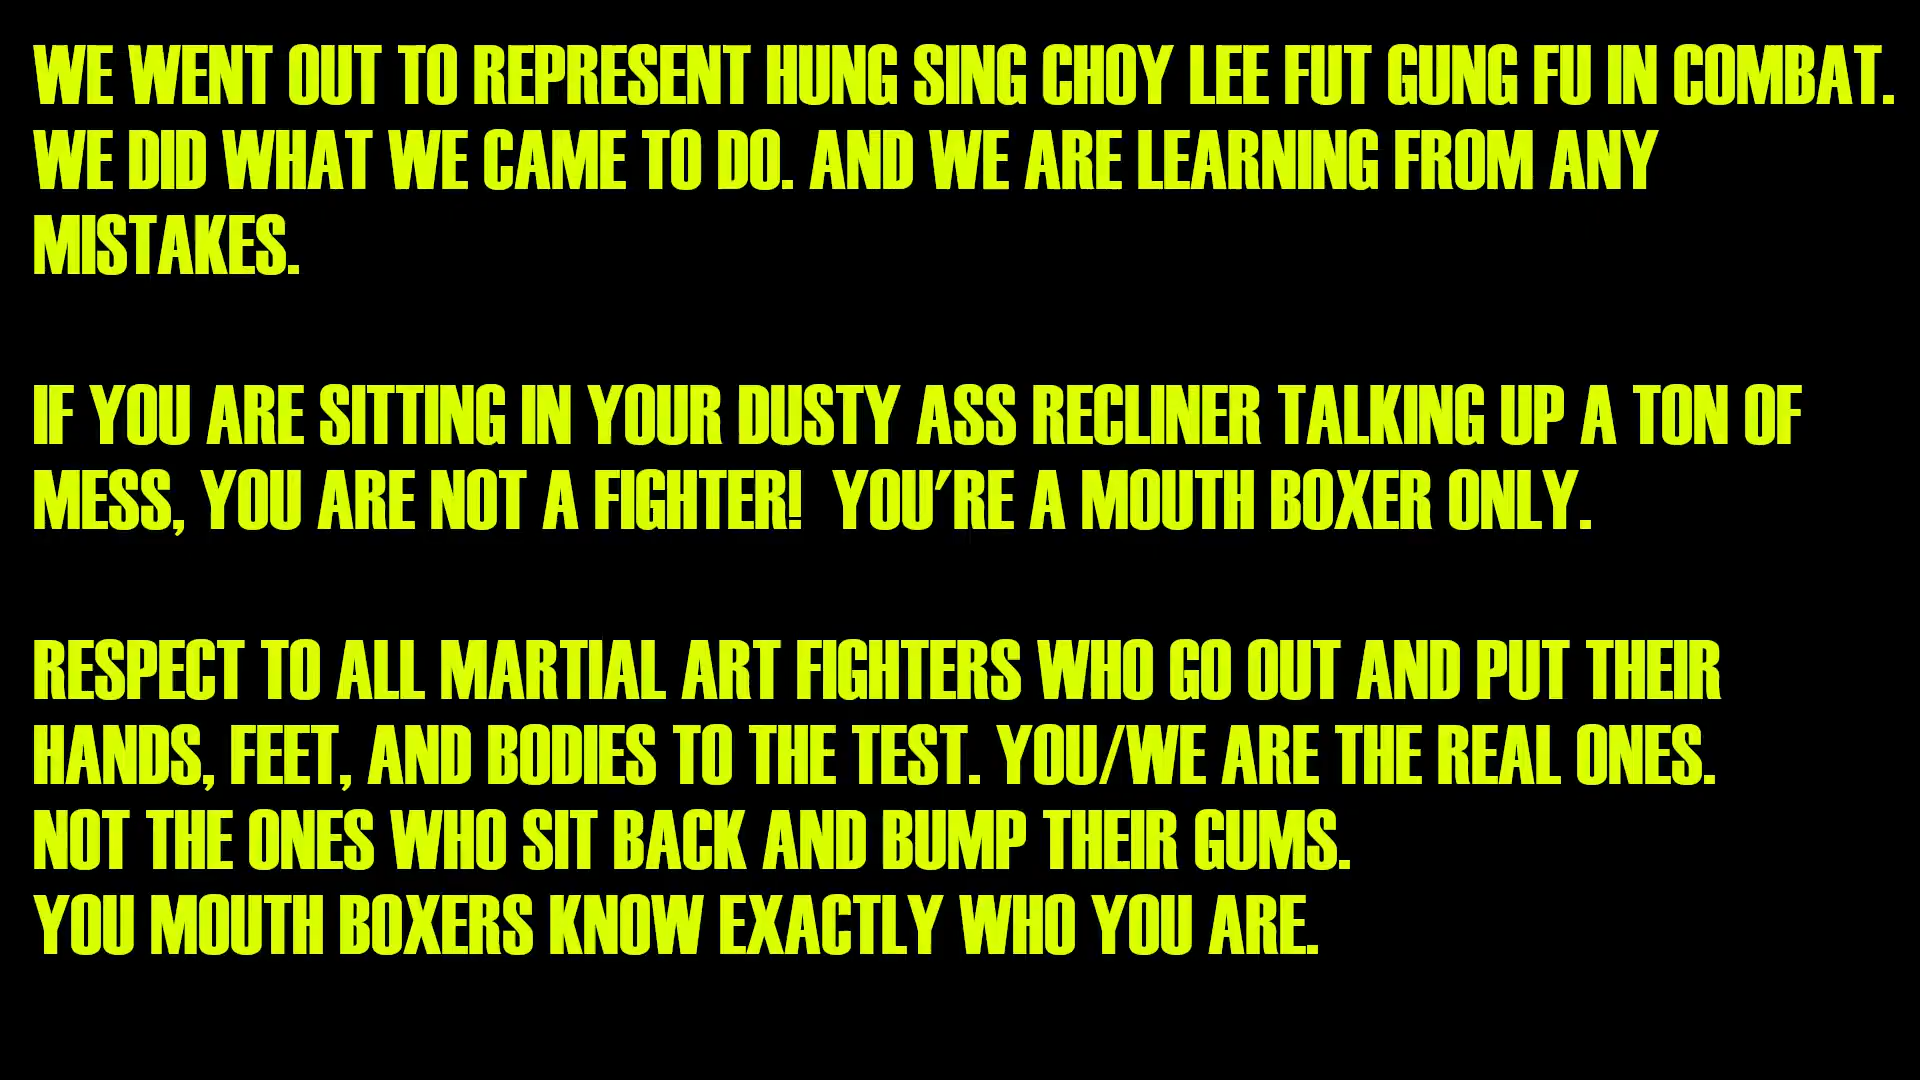 WE WENT OUT TO REPRESENT HUNG SING CHOY LEE FUT GUNG FU IN COMBAT.
WE DID WHAT WE CAME TO DO. AND WE ARE LEARNING FROM ANY
MISTAKES.
IF YOU ARE SITTING IN YOUR DUSTY ASS RECLINER TALKING UP A TON OF
MESS, YOU ARE NOT A FIGHTER!  YOU'RE A MOUTH BOXER ONLY.
RESPECT TO ALL MARTIAL ART FIGHTERS WHO GO OUT AND PUT THEIR
HANDS, FEET, AND BODIES TO THE TEST. YOU/WE ARE THE REAL ONES.
NOT THE ONES WHO SIT BACK AND BUMP THEIR GUMS.
YOU MOUTH BOXERS KNOW EXACTLY WHO YOU ARE.